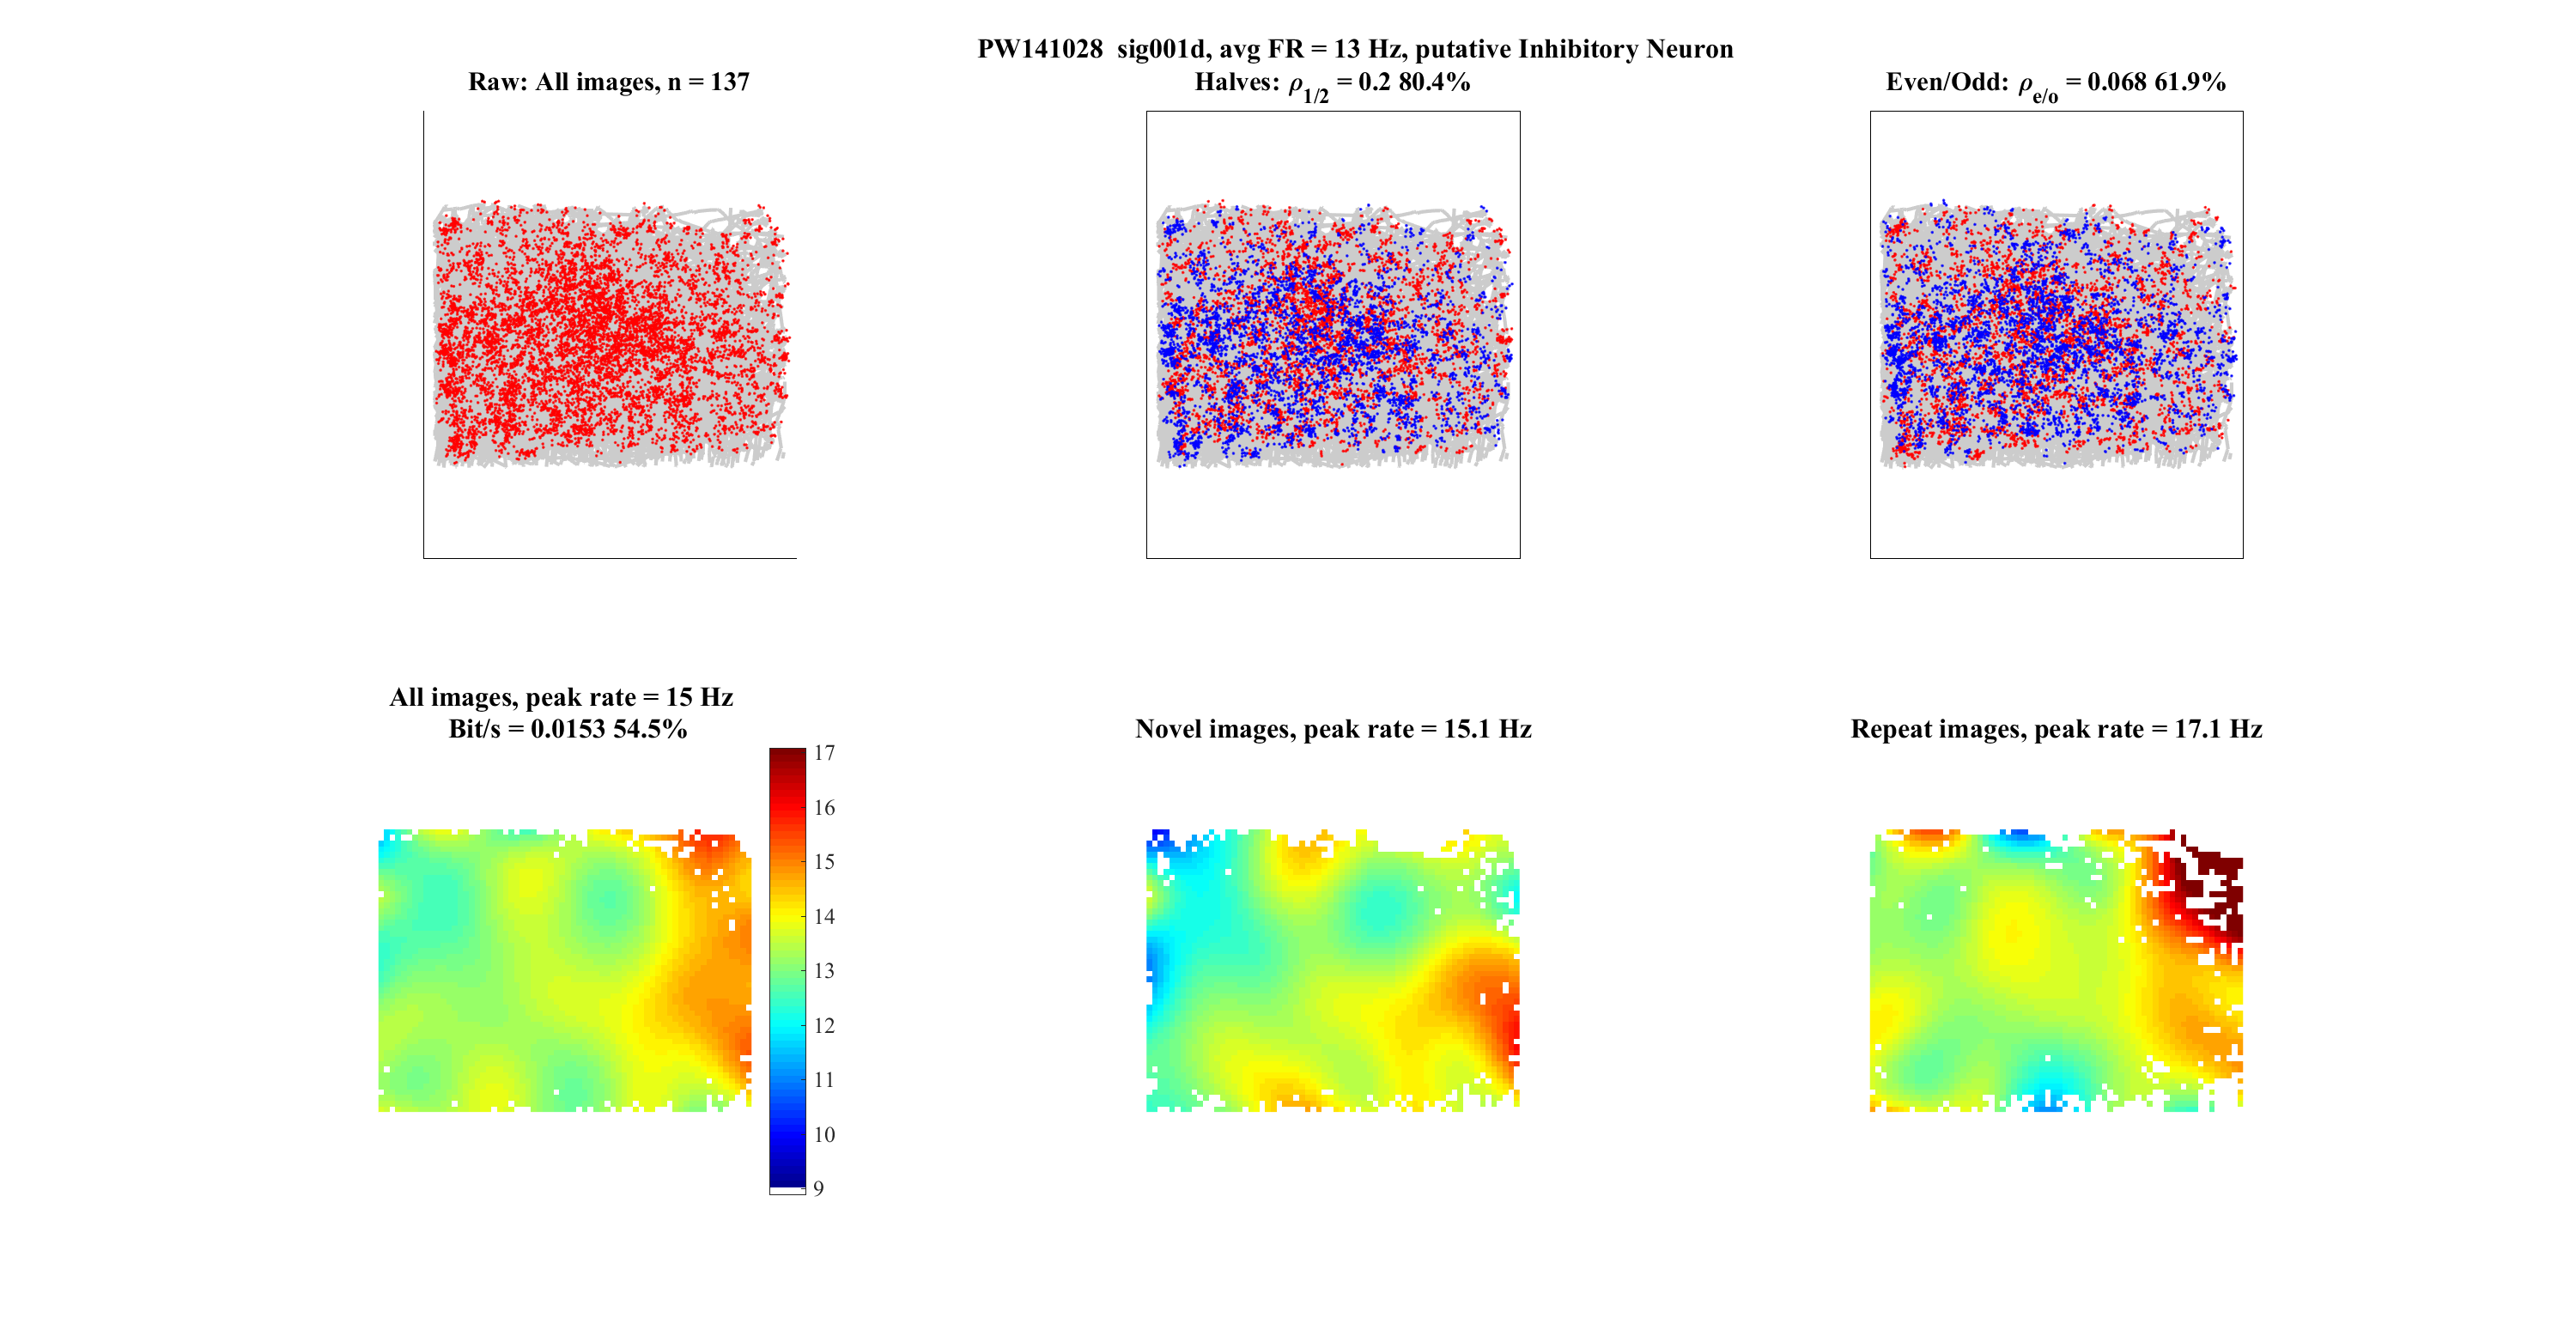 PW141028  sig001d, avg FR = 13 Hz, putative Inhibitory Neuron
Raw: All images, n = 137
Halves: ρ1/2 = 0.2 80.4%
Even/Odd: ρe/o = 0.068 61.9%
All images, peak rate = 15 Hz
Bit/s = 0.0153 54.5%
Novel images, peak rate = 15.1 Hz
Repeat images, peak rate = 17.1 Hz
17
16
15
14
13
12
11
10
9